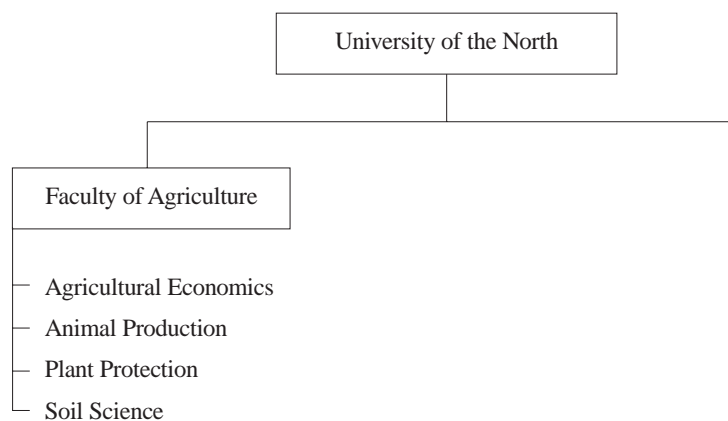 University of the North
Faculty of Agriculture
Agricultural Economics
Animal Production
Plant Protection
Soil Science